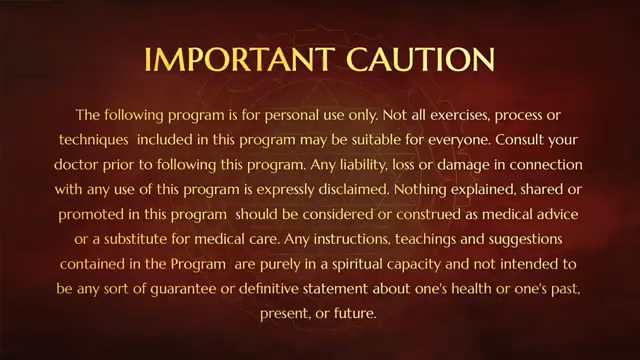 IMPORTANT CAUTION
The following program is for personal use only. Not all exercises, process or
techniques  included in this program may be suitable for everyone. Consult your
doctor prior to following this program. Any liability, loss or damage in connection
with any use of this program is expressly disclaimed. Nothing explained, shared or
promoted in this program  should be considered or construed as medical advice
or a substitute for medical care. Any instructions, teachings and suggestions
contained in the Program  are purely in a spiritual capacity and not intended to
be any sort of guarantee or definitive statement about one's health or one's past,
present, or future.